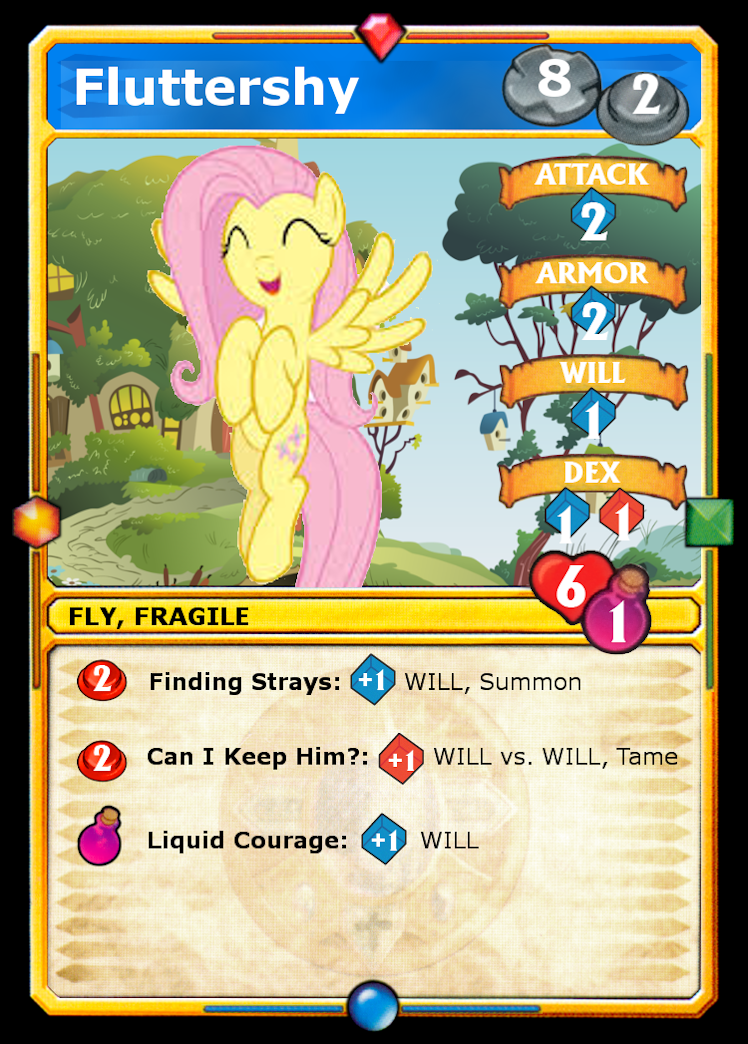 Fluttershy
8
2
ATTACK
2
ARMOR
2
WILL
1
DEX
1 1
6
1
FLY, FRAGILE
2 Finding Strays: +1 WILL, Summon
2 Can I Keep Him?: +1 WILL vs. WILL, Tame
Liquid Courage: +1 WILL